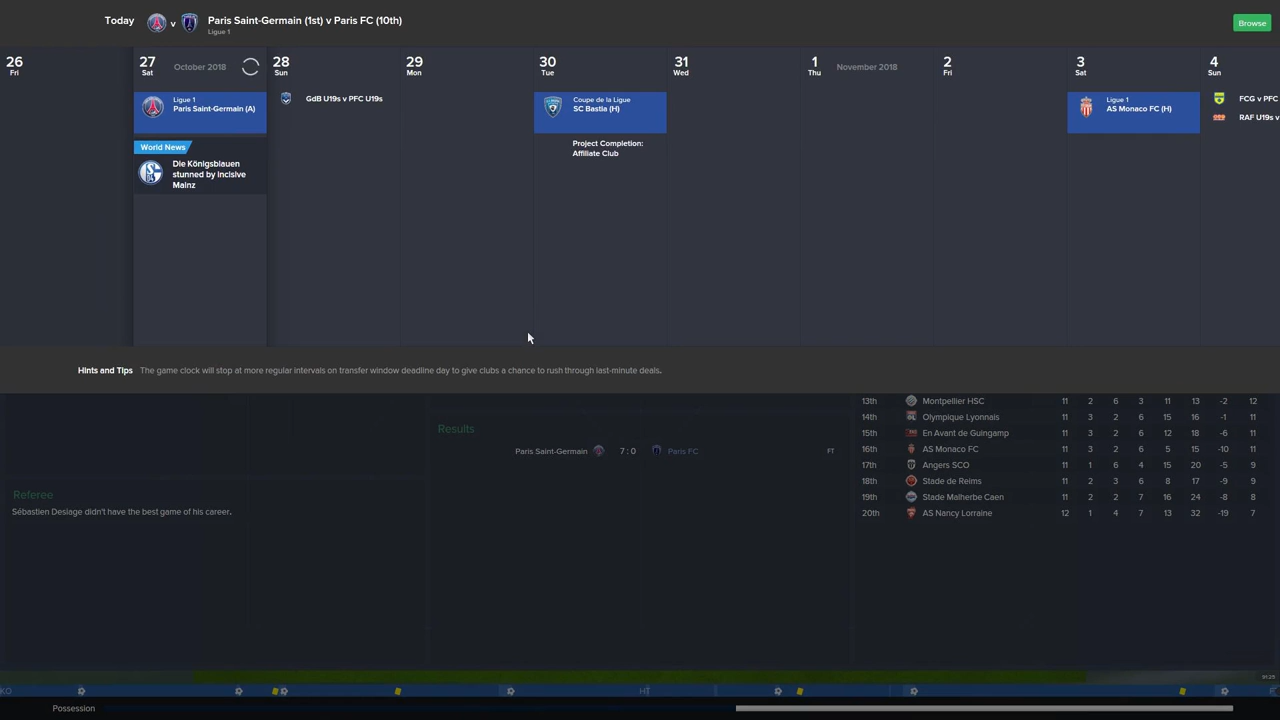 Today v Paris Saint-Germain (1st) v Paris FC (10th)
Ligue 1
Browse
26
Fri
27
Sat
October 2018
28
Sun
29
Mon
30
Tue
31
Wed
1
Thu
November 2018
2
Fri
3
Sat
4
Sun
Ligue 1
Paris Saint-Germain (A)
World News
Die Königsblauen
stunned by incisive
Mainz
GdB U19s v PFC U19s
Coupe de la Ligue
SC Bastia (H)
Project Completion:
Affiliate Club
Ligue 1
AS Monaco FC (H)
FCG v PFC
RAF U19s v
Hints and Tips The game clock will stop at more regular intervals on transfer window deadline day to give clubs a chance to rush through last-minute deals.
Results
Paris Saint-Germain 7 : 0 Paris FC FT
Referee
Sébastien Desiage didn't have the best game of his career.
13th Montpellier HSC 11 2 6 3 11 13 -2 12
14th Olympique Lyonnais 11 3 2 6 15 16 -1 11
15th En Avant de Guingamp 11 3 2 6 12 18 -6 11
16th AS Monaco FC 11 3 2 6 5 15 -10 11
17th Angers SCO 11 1 6 4 15 20 -5 9
18th Stade de Reims 11 2 3 6 8 17 -9 9
19th Stade Malherbe Caen 11 2 2 7 16 24 -8 8
20th AS Nancy Lorraine 12 1 4 7 13 32 -19 7
91:25
KO
HT
Possession